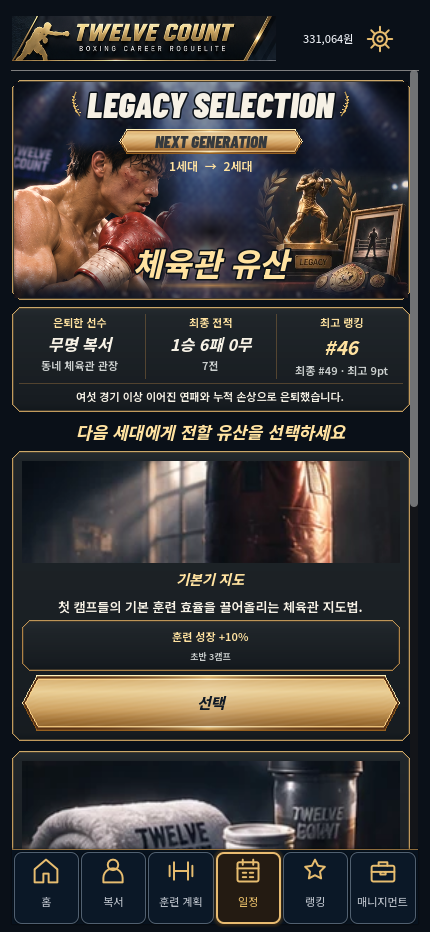 TWELVE COUNT
BOXING CAREER ROGUELITE
331,064원
LEGACY SELECTION
NEXT GENERATION
1세대 → 2세대
TWELVE
COUNT
LEGACY
체육관 유산
은퇴한 선수
무명 복서
동네 체육관 관장
최종 전적
1승 6패 0무
7전
최고 랭킹
#46
최종 #49 · 최고 9pt
여섯 경기 이상 이어진 연패와 누적 손상으로 은퇴했습니다.
다음 세대에게 전할 유산을 선택하세요
기본기 지도
첫 캠프들의 기본 훈련 효율을 끌어올리는 체육관 지도법.
훈련 성장 +10%
초반 3캠프
선택
TWELVE
TWELVE
COUNT
홈
복서
훈련 계획
일정
랭킹
매니지먼트